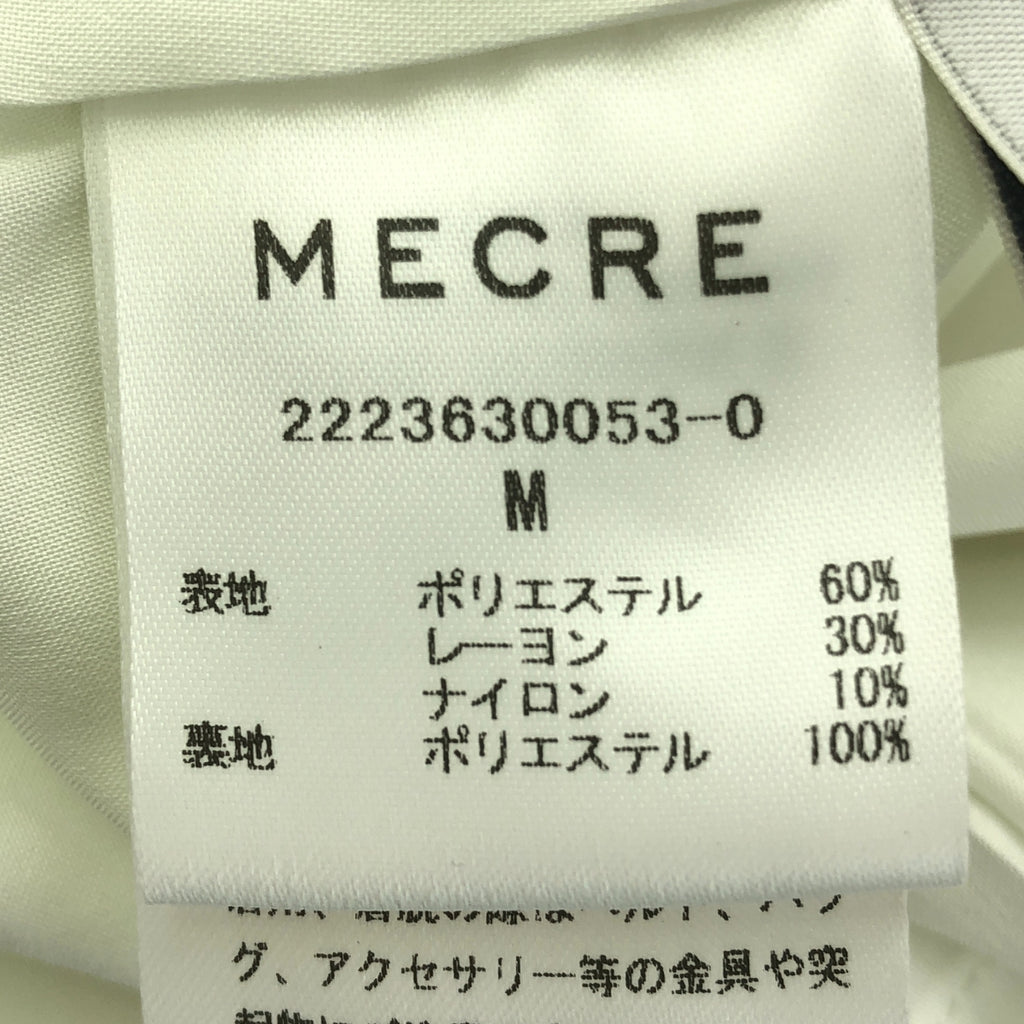 MECRE
2223630053-0
M
表地 ポリエステル 60%
レーヨン 30%
ナイロン 10%
裏地 ポリエステル 100%
グ、アクセサリー等の金具や突